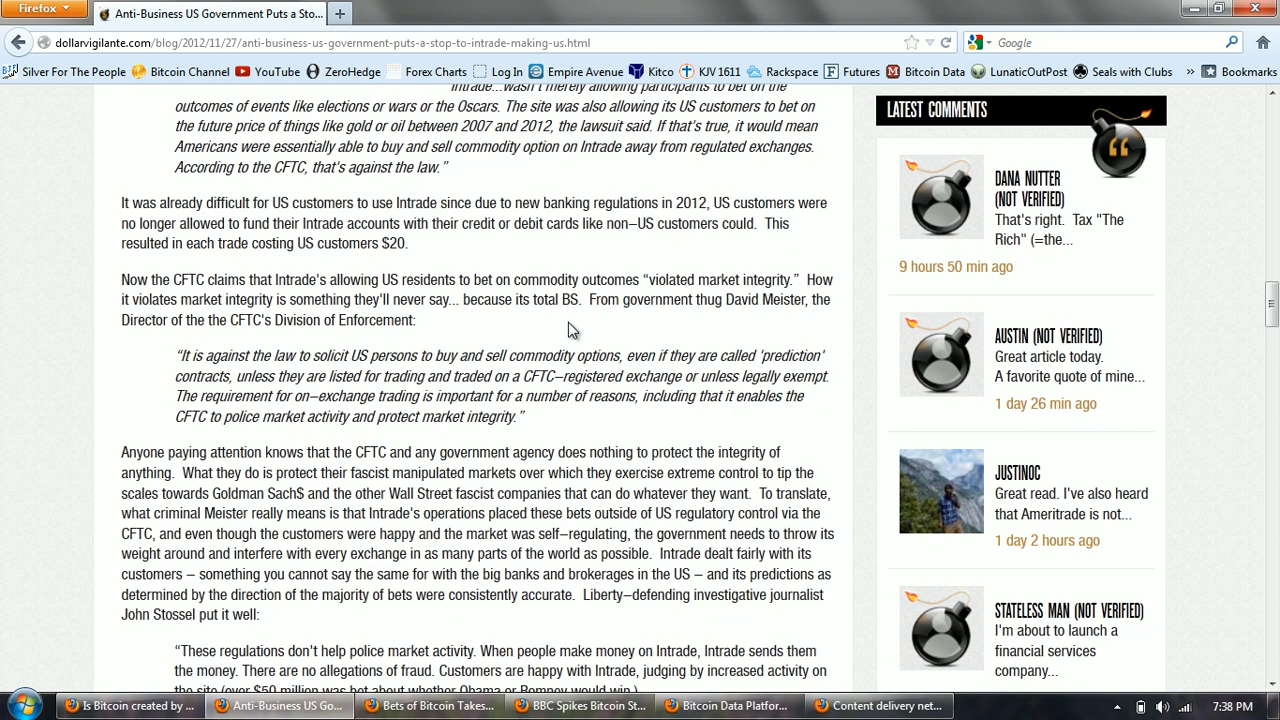 Firefox
Anti-Business US Government Puts a Sto...
dollarvigilante.com/blog/2012/11/27/anti-business-us-government-puts-a-stop-to-intrade-making-us.html
Google
Silver For The People
Bitcoin Channel
YouTube
ZeroHedge
Forex Charts
Log In
Empire Avenue
Kitco
KJV 1611
Rackspace
Futures
Bitcoin Data
LunaticOutPost
Seals with Clubs
»
Bookmarks
Intrade...wasn't merely allowing participants to bet on the
outcomes of events like elections or wars or the Oscars. The site was also allowing its US customers to bet on
the future price of things like gold or oil between 2007 and 2012, the lawsuit said. If that's true, it would mean
Americans were essentially able to buy and sell commodity option on Intrade away from regulated exchanges.
According to the CFTC, that's against the law.”
It was already difficult for US customers to use Intrade since due to new banking regulations in 2012, US customers were
no longer allowed to fund their Intrade accounts with their credit or debit cards like non–US customers could. This
resulted in each trade costing US customers $20.
Now the CFTC claims that Intrade's allowing US residents to bet on commodity outcomes “violated market integrity.” How
it violates market integrity is something they'll never say... because its total BS. From government thug David Meister, the
Director of the the CFTC's Division of Enforcement:
“It is against the law to solicit US persons to buy and sell commodity options, even if they are called 'prediction'
contracts, unless they are listed for trading and traded on a CFTC–registered exchange or unless legally exempt.
The requirement for on–exchange trading is important for a number of reasons, including that it enables the
CFTC to police market activity and protect market integrity.”
Anyone paying attention knows that the CFTC and any government agency does nothing to protect the integrity of
anything. What they do is protect their fascist manipulated markets over which they exercise extreme control to tip the
scales towards Goldman Sach$ and the other Wall Street fascist companies that can do whatever they want. To translate,
what criminal Meister really means is that Intrade's operations placed these bets outside of US regulatory control via the
CFTC, and even though the customers were happy and the market was self–regulating, the government needs to throw its
weight around and interfere with every exchange in as many parts of the world as possible. Intrade dealt fairly with its
customers – something you cannot say the same for with the big banks and brokerages in the US – and its predictions as
determined by the direction of the majority of bets were consistently accurate. Liberty–defending investigative journalist
John Stossel put it well:
“These regulations don't help police market activity. When people make money on Intrade, Intrade sends them
the money. There are no allegations of fraud. Customers are happy with Intrade, judging by increased activity on
the site (over $50 million was bet about whether Obama or Romney would win.)
LATEST COMMENTS
DANA NUTTER
(NOT VERIFIED)
That's right. Tax "The
Rich" (=the...
9 hours 50 min ago
AUSTIN (NOT VERIFIED)
Great article today.
A favorite quote of mine...
1 day 26 min ago
JUSTINOC
Great read. I've also heard
that Ameritrade is not...
1 day 2 hours ago
STATELESS MAN (NOT VERIFIED)
I'm about to launch a
financial services
company...
Is Bitcoin created by ...
Anti-Business US Go...
Bets of Bitcoin Takes...
BBC Spikes Bitcoin St...
Bitcoin Data Platfor...
Content delivery net...
7:38 PM